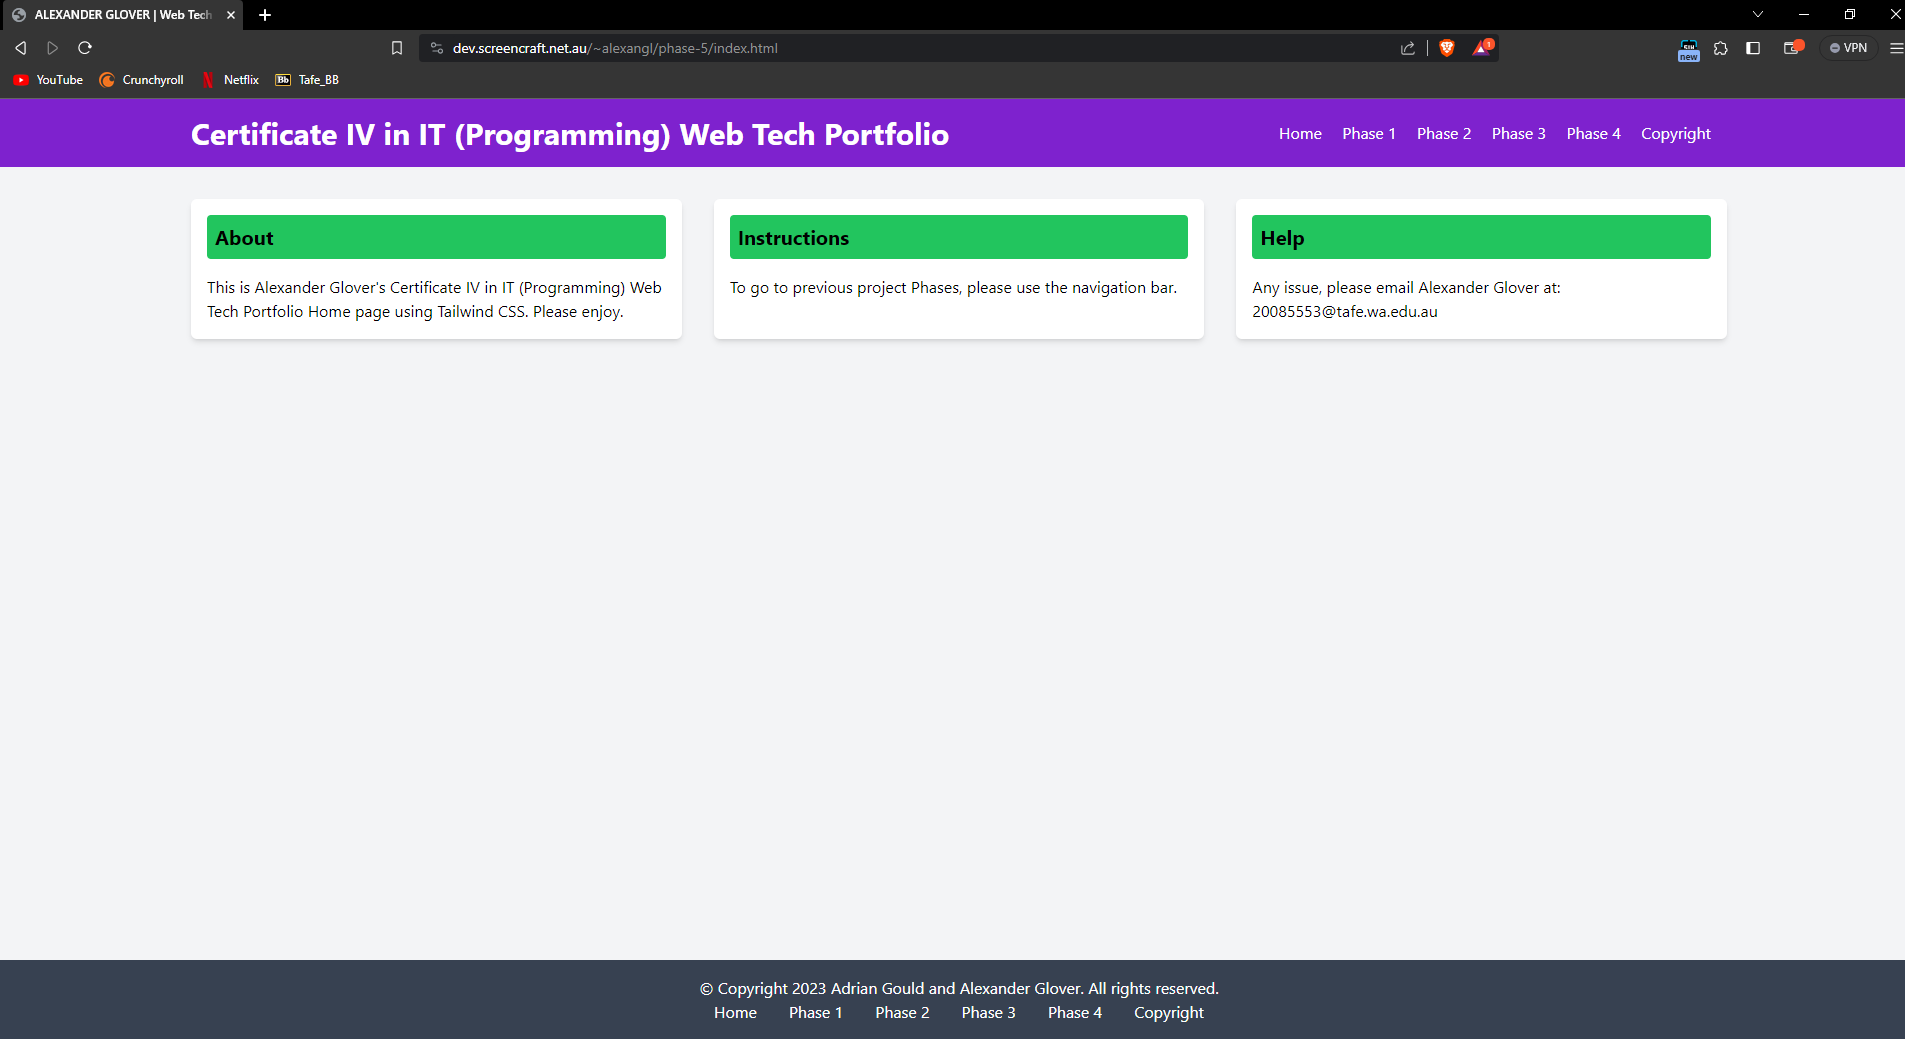 ALEXANDER GLOVER | Web Tech
dev.screencraft.net.au/~alexangl/phase-5/index.html
1
new
VPN
YouTube
Crunchyroll
Netflix
Bb Tafe_BB
Certificate IV in IT (Programming) Web Tech Portfolio
Home Phase 1 Phase 2 Phase 3 Phase 4 Copyright
About
This is Alexander Glover's Certificate IV in IT (Programming) Web
Tech Portfolio Home page using Tailwind CSS. Please enjoy.
Instructions
To go to previous project Phases, please use the navigation bar.
Help
Any issue, please email Alexander Glover at:
20085553@tafe.wa.edu.au
© Copyright 2023 Adrian Gould and Alexander Glover. All rights reserved.
Home Phase 1 Phase 2 Phase 3 Phase 4 Copyright